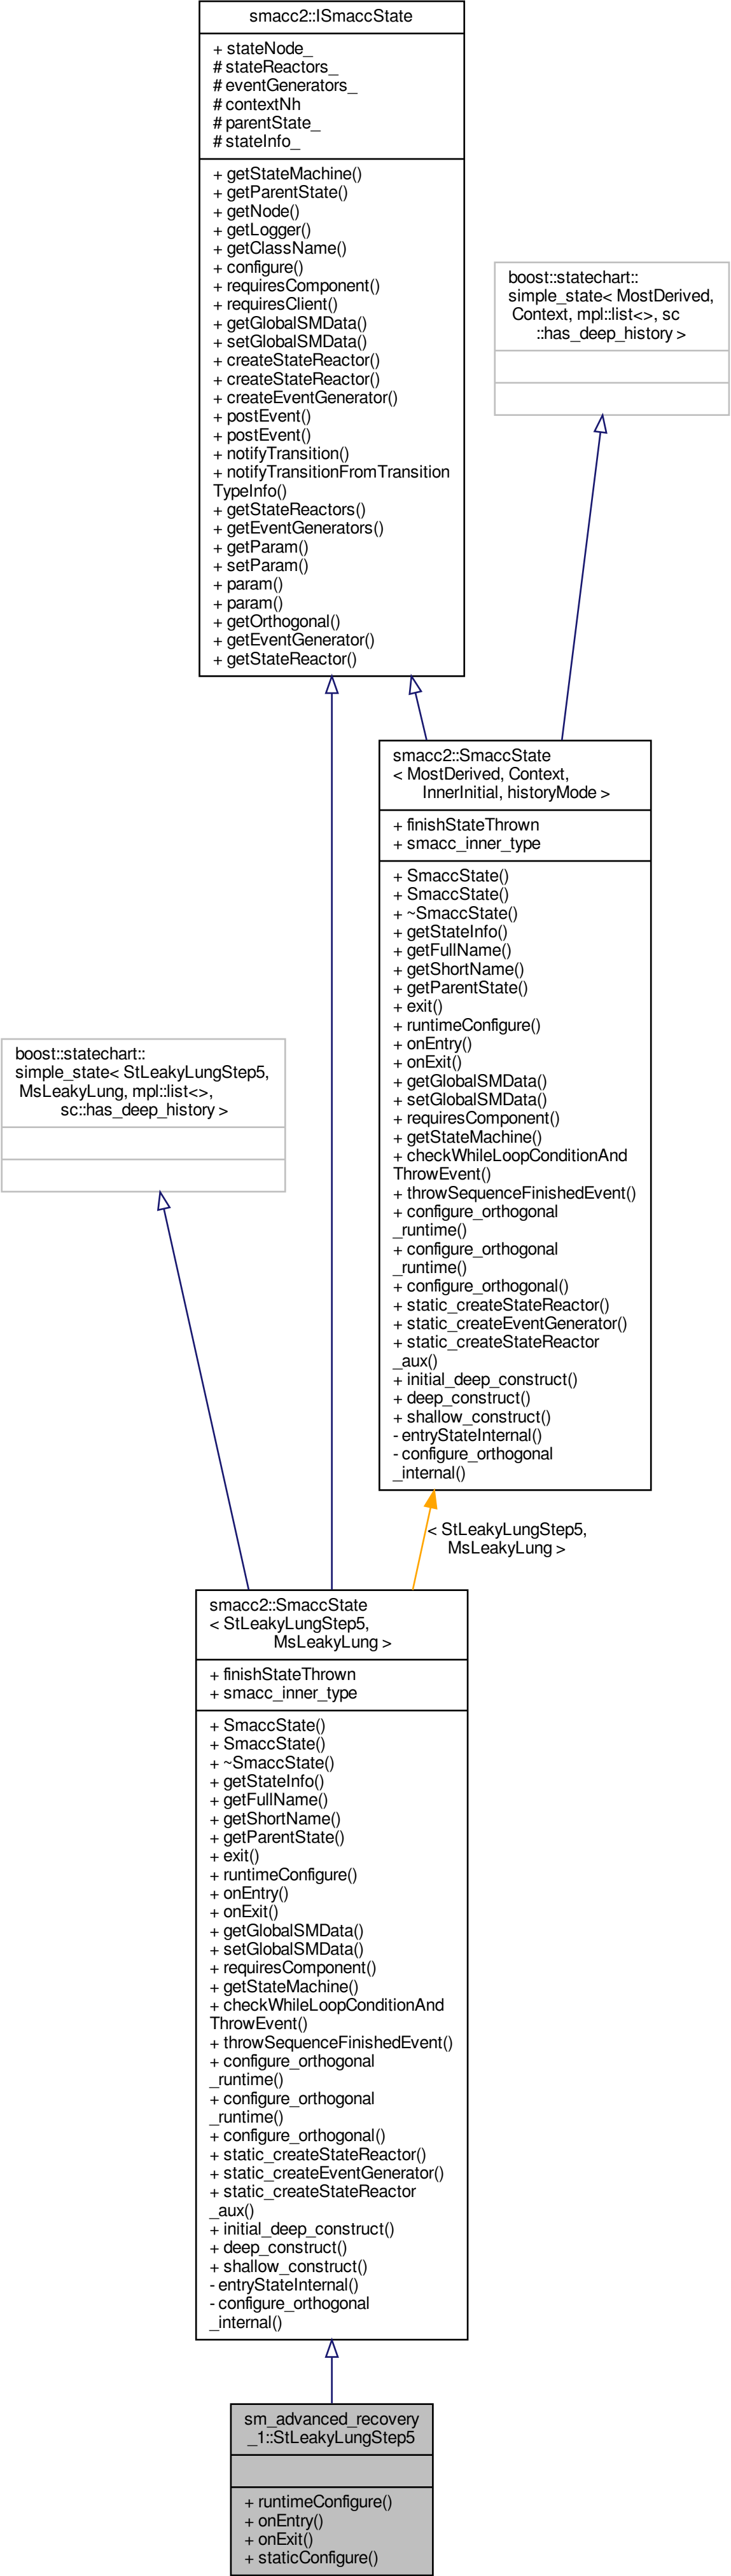 smacc2::ISmaccState
+ stateNode_
# stateReactors_
# eventGenerators_
# contextNh
# parentState_
# stateInfo_
+ getStateMachine()
+ getParentState()
+ getNode()
+ getLogger()
+ getClassName()
+ configure()
+ requiresComponent()
+ requiresClient()
+ getGlobalSMData()
+ setGlobalSMData()
+ createStateReactor()
+ createStateReactor()
+ createEventGenerator()
+ postEvent()
+ postEvent()
+ notifyTransition()
+ notifyTransitionFromTransition
TypeInfo()
+ getStateReactors()
+ getEventGenerators()
+ getParam()
+ setParam()
+ param()
+ param()
+ getOrthogonal()
+ getEventGenerator()
+ getStateReactor()
boost::statechart::
simple_state< MostDerived,
Context, mpl::list<>, sc
::has_deep_history >
smacc2::SmaccState
< MostDerived, Context,
InnerInitial, historyMode >
+ finishStateThrown
+ smacc_inner_type
+ SmaccState()
+ SmaccState()
+ ~SmaccState()
+ getStateInfo()
+ getFullName()
+ getShortName()
+ getParentState()
+ exit()
+ runtimeConfigure()
+ onEntry()
+ onExit()
+ getGlobalSMData()
+ setGlobalSMData()
+ requiresComponent()
+ getStateMachine()
+ checkWhileLoopConditionAnd
ThrowEvent()
+ throwSequenceFinishedEvent()
+ configure_orthogonal
_runtime()
+ configure_orthogonal
_runtime()
+ configure_orthogonal()
+ static_createStateReactor()
+ static_createEventGenerator()
+ static_createStateReactor
_aux()
+ initial_deep_construct()
+ deep_construct()
+ shallow_construct()
- entryStateInternal()
- configure_orthogonal
_internal()
boost::statechart::
simple_state< StLeakyLungStep5,
MsLeakyLung, mpl::list<>,
sc::has_deep_history >
< StLeakyLungStep5,
MsLeakyLung >
smacc2::SmaccState
< StLeakyLungStep5,
MsLeakyLung >
+ finishStateThrown
+ smacc_inner_type
+ SmaccState()
+ SmaccState()
+ ~SmaccState()
+ getStateInfo()
+ getFullName()
+ getShortName()
+ getParentState()
+ exit()
+ runtimeConfigure()
+ onEntry()
+ onExit()
+ getGlobalSMData()
+ setGlobalSMData()
+ requiresComponent()
+ getStateMachine()
+ checkWhileLoopConditionAnd
ThrowEvent()
+ throwSequenceFinishedEvent()
+ configure_orthogonal
_runtime()
+ configure_orthogonal
_runtime()
+ configure_orthogonal()
+ static_createStateReactor()
+ static_createEventGenerator()
+ static_createStateReactor
_aux()
+ initial_deep_construct()
+ deep_construct()
+ shallow_construct()
- entryStateInternal()
- configure_orthogonal
_internal()
sm_advanced_recovery
_1::StLeakyLungStep5
+ runtimeConfigure()
+ onEntry()
+ onExit()
+ staticConfigure()